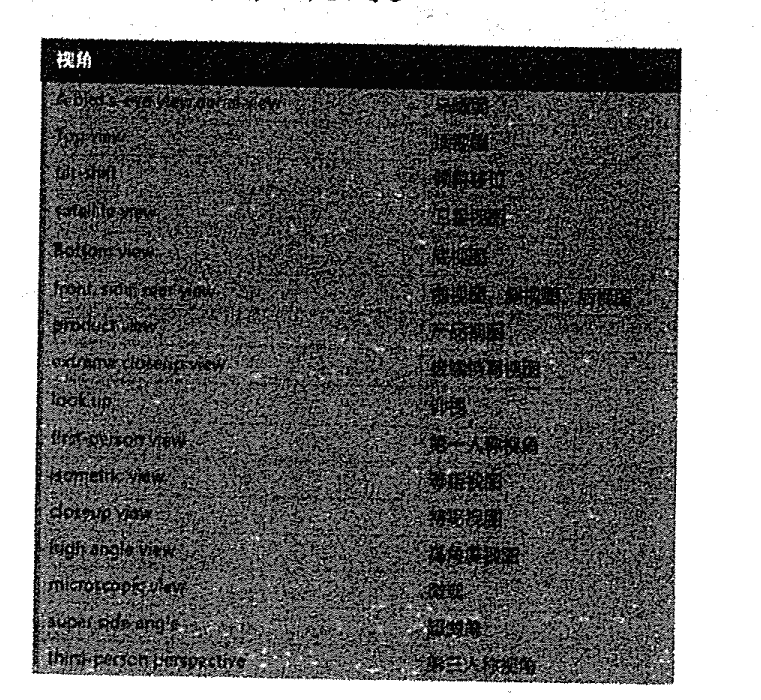 视角
A bird's-eye view, aerial view 鸟瞰图
Top view 顶视图
tilt-shift 倾斜移位
satellite view 卫星视图
Bottom view 底视图
front, side, rear view 前视图、侧视图、后视图
product view 产品视图
extreme closeup view 极端特写视图
look up 仰视
first-person view 第一人称视角
isometric view 等距视图
closeup view 特写视图
high angle view 高角度视图
microscopic view 微观
super side angle 超侧角
third-person perspective 第三人称视角